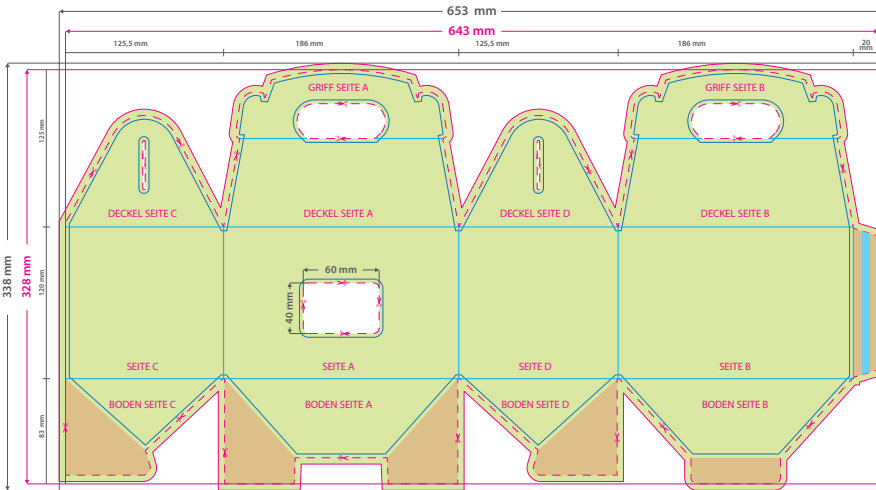 653 mm
643 mm
125,5 mm
186 mm
125,5 mm
186 mm
20
mm
GRIFF SEITE A
GRIFF SEITE B
125 mm
DECKEL SEITE C
DECKEL SEITE A
DECKEL SEITE D
DECKEL SEITE B
338 mm
328 mm
120 mm
60 mm
40 mm
SEITE C
SEITE A
SEITE D
SEITE B
83 mm
BODEN SEITE C
BODEN SEITE A
BODEN SEITE D
BODEN SEITE B